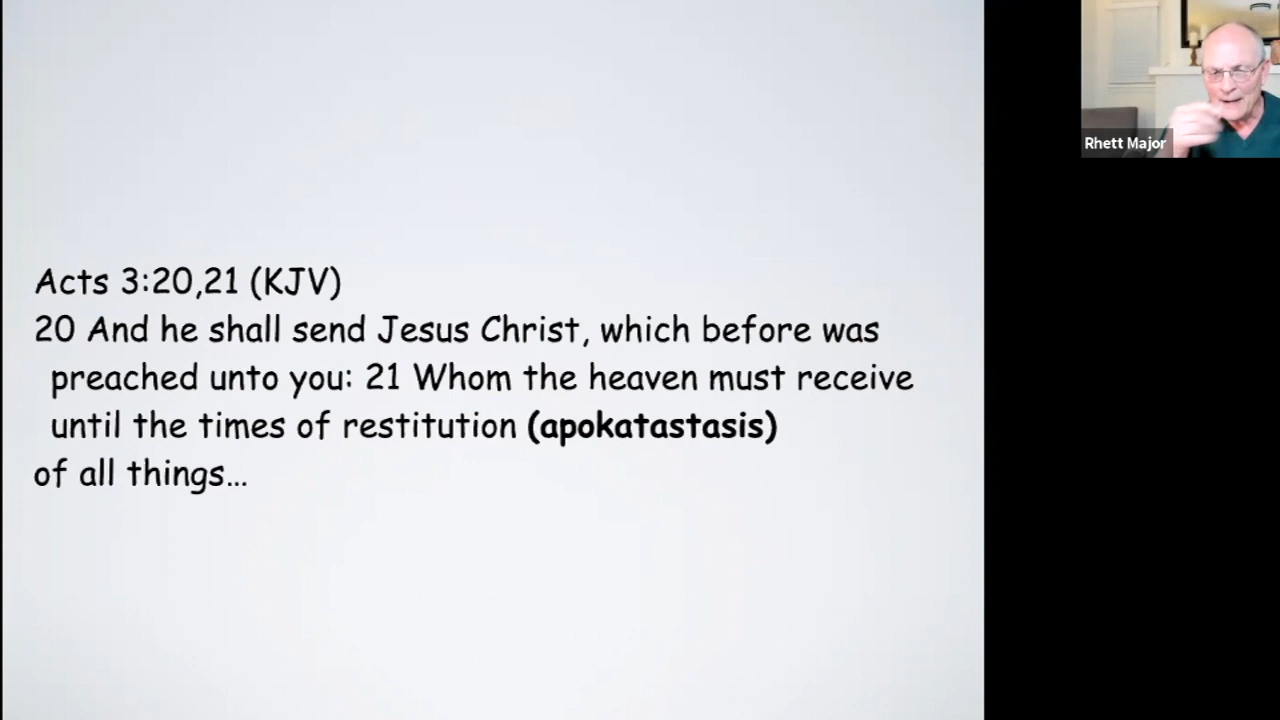 Acts 3:20,21 (KJV)
20 And he shall send Jesus Christ, which before was
preached unto you: 21 Whom the heaven must receive
until the times of restitution (apokatastasis)
of all things…
Rhett Major